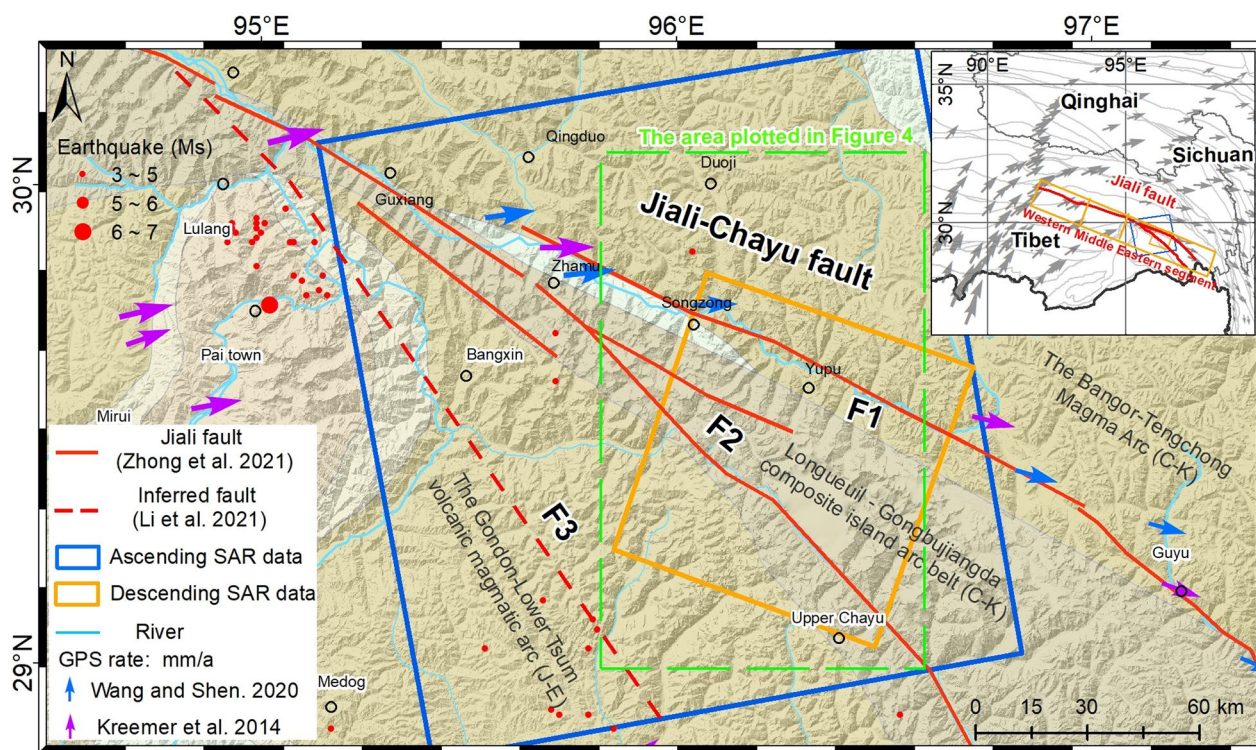 95°E
96°E
97°E
N
Earthquake (Ms)
3 ~ 5
5 ~ 6
6 ~ 7
30°N
29°N
Qingduo
The area plotted in Figure 4
Duoji
Guxiang
Lulang
Jiali-Chayu fault
Zhamu
Songzong
Pai town
Bangxin
Yupu
Mirui
F1
F2
F3
The Bangor-Tengchong
Magma Arc (C-K)
Longueuil - Gongbujiangda
composite island arc belt (C-K)
The Gondon-Lower Tsum
volcanic magmatic arc (J-E)
Guyu
Upper Chayu
Medog
90°E
95°E
35°N
30°N
Qinghai
Sichuan
Jiali fault
Tibet
Western Middle Eastern segment
Jiali fault
(Zhong et al. 2021)
Inferred fault
(Li et al. 2021)
Ascending SAR data
Descending SAR data
River
GPS rate: mm/a
Wang and Shen. 2020
Kreemer et al. 2014
0 15 30 60 km